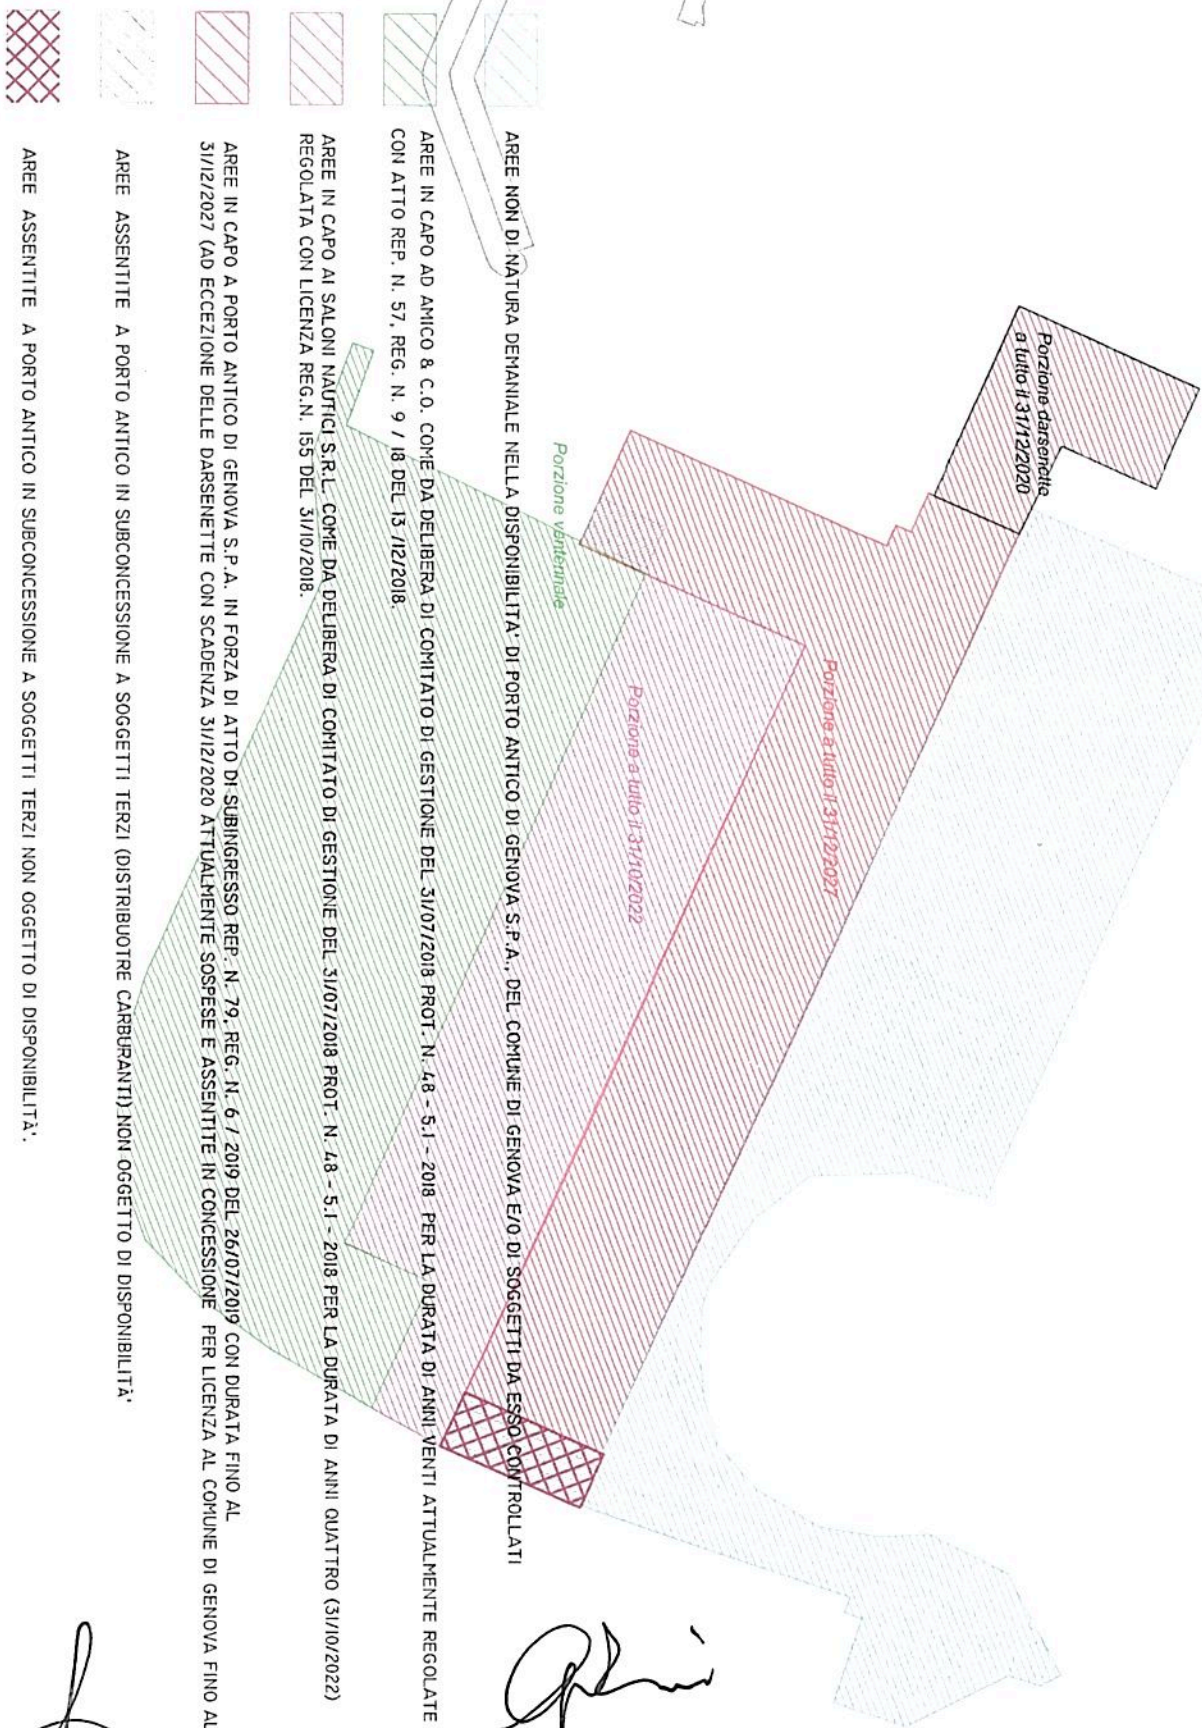 Porzione darsenette
a tutto il 31/12/2020
Porzione a tutto il 31/12/2027
Porzione a tutto il 31/10/2022
Porzione ventennale
AREE NON DI NATURA DEMANIALE NELLA DISPONIBILITA' DI PORTO ANTICO DI GENOVA S.P.A., DEL COMUNE DI GENOVA E/O DI SOGGETTI DA ESSO CONTROLLATI
AREE IN CAPO AD AMICO & C.O. COME DA DELIBERA DI COMITATO DI GESTIONE DEL 31/07/2018 PROT. N. 48 - 5.1 - 2018 PER LA DURATA DI ANNI VENTI ATTUALMENTE REGOLATE
CON ATTO REP. N. 57, REG. N. 9 / 18 DEL 13 /12/2018.
AREE IN CAPO AI SALONI NAUTICI S.R.L. COME DA DELIBERA DI COMITATO DI GESTIONE DEL 31/07/2018 PROT. N. 48 - 5.1 - 2018 PER LA DURATA DI ANNI QUATTRO (31/10/2022)
REGOLATA CON LICENZA REG.N. 155 DEL 31/10/2018.
AREE IN CAPO A PORTO ANTICO DI GENOVA S.P.A. IN FORZA DI ATTO DI SUBINGRESSO REP. N. 79, REG. N. 6 / 2019 DEL 26/07/2019 CON DURATA FINO AL
31/12/2027 (AD ECCEZIONE DELLE DARSENETTE CON SCADENZA 31/12/2020 ATTUALMENTE SOSPESE E ASSENTITE IN CONCESSIONE PER LICENZA AL COMUNE DI GENOVA FINO AL
AREE ASSENTITE A PORTO ANTICO IN SUBCONCESSIONE A SOGGETTI TERZI (DISTRIBUOTRE CARBURANTI) NON OGGETTO DI DISPONIBILITÀ'
AREE ASSENTITE A PORTO ANTICO IN SUBCONCESSIONE A SOGGETTI TERZI NON OGGETTO DI DISPONIBILITÀ'.